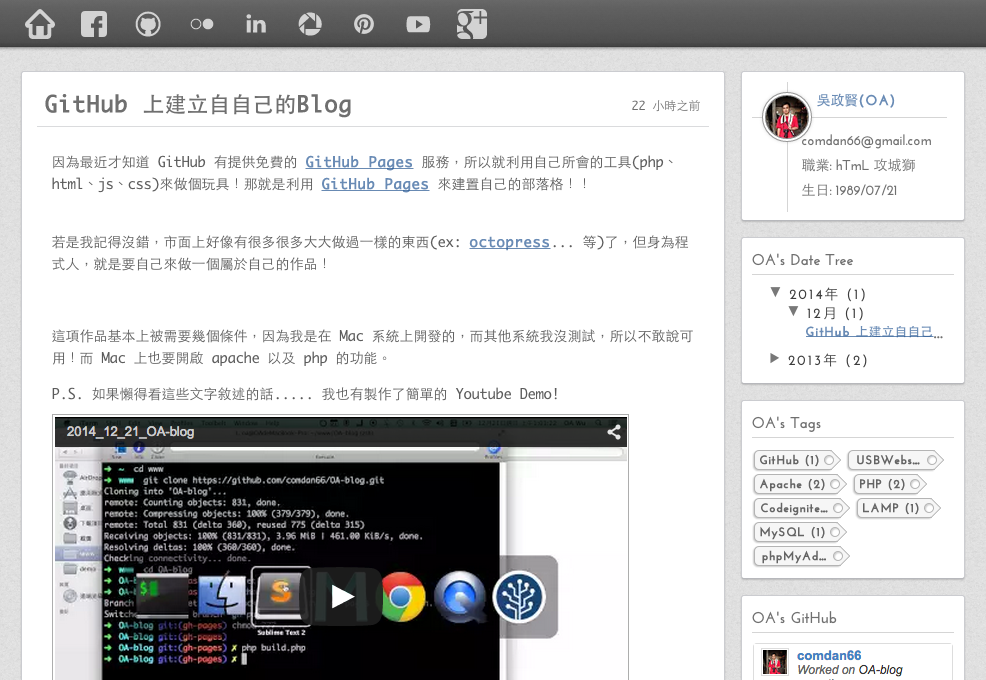 GitHub 上建立自自己的Blog
22 小時之前
因為最近才知道 GitHub 有提供免費的 GitHub Pages 服務，所以就利用自己所會的工具(php、
html、js、css)來做個玩具！那就是利用 GitHub Pages 來建置自己的部落格！！
若是我記得沒錯，市面上好像有很多很多大大做過一樣的東西(ex: octopress... 等)了，但身為程
式人，就是要自己來做一個屬於自己的作品！
這項作品基本上被需要幾個條件，因為我是在 Mac 系統上開發的，而其他系統我沒測試，所以不敢說可
用！而 Mac 上也要開啟 apache 以及 php 的功能。
P.S. 如果懶得看這些文字敘述的話..... 我也有製作了簡單的 Youtube Demo!
2014_12_21_OA-blog
➜ ~ cd www
➜ www git clone https://github.com/comdan66/OA-blog.git
Cloning into 'OA-blog'...
remote: Counting objects: 831, done.
remote: Compressing objects: 100% (379/379), done.
remote: Total 831 (delta 360), reused 775 (delta 315)
Receiving objects: 100% (831/831), 3.96 MiB | 461.00 KiB/s, done.
Resolving deltas: 100% (360/360), done.
Checking connectivity... done.
➜ www cd OA-blog
Branch
Switche
Sublime Text 2
➜ OA-blog git:(gh-pages) chmod
➜ OA-blog git:(gh-pages)
➜ OA-blog git:(gh-pages) ✗ php build.php
➜ OA-blog git:(gh-pages) ✗
吳政賢(OA)
comdan66@gmail.com
職業: hTmL 攻城獅
生日: 1989/07/21
OA's Date Tree
▼ 2014年 (1)
▼ 12月 (1)
GitHub 上建立自自己...
▶ 2013年 (2)
OA's Tags
GitHub (1) USBWebs...
Apache (2) PHP (2)
Codeignite... LAMP (1)
MySQL (1)
phpMyAd...
OA's GitHub
comdan66
Worked on OA-blog